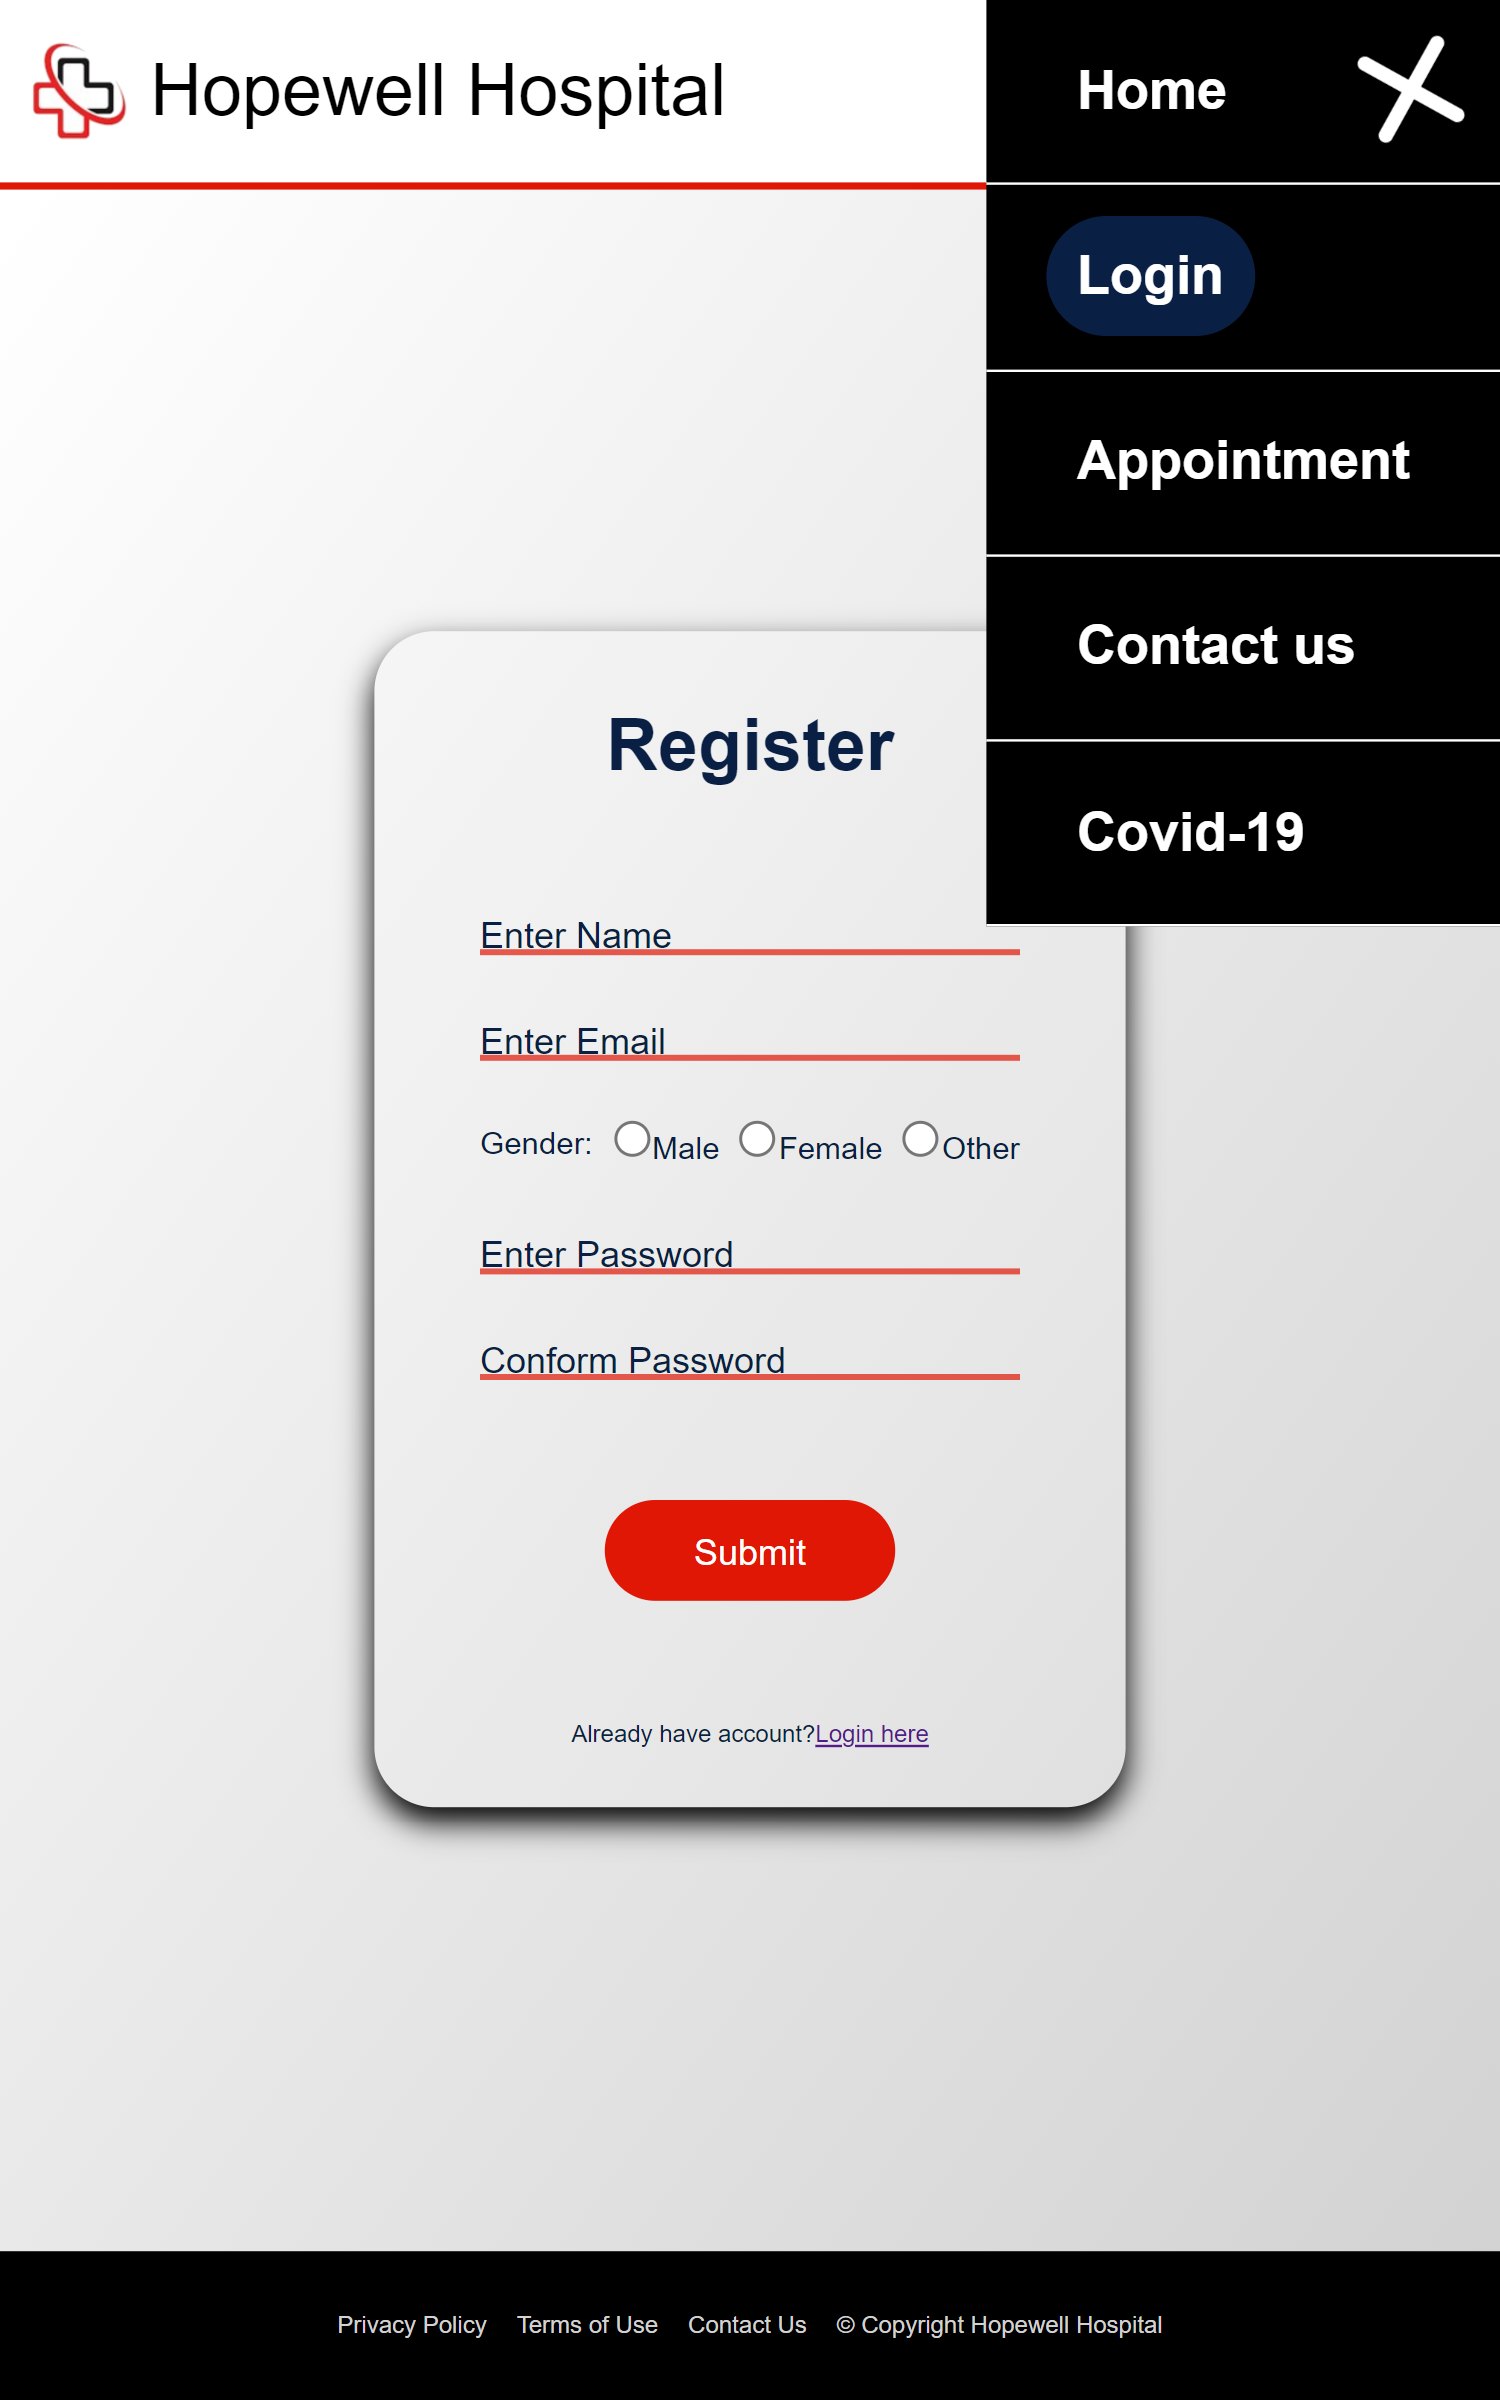 Hopewell Hospital
Home
Login
Appointment
Contact us
Covid-19
Register
Enter Name
Enter Email
Gender: Male Female Other
Enter Password
Conform Password
Submit
Already have account?Login here
Privacy Policy Terms of Use Contact Us © Copyright Hopewell Hospital